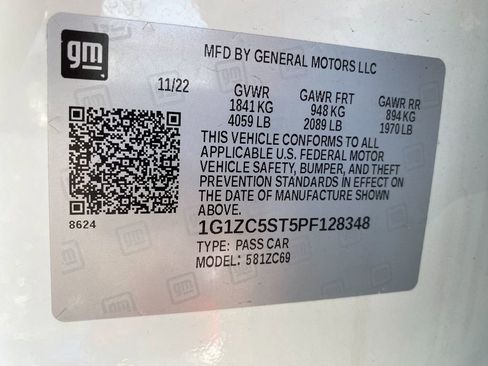 gm
MFD BY GENERAL MOTORS LLC
11/22 GVWR GAWR FRT GAWR RR
1841 KG 948 KG 894 KG
4059 LB 2089 LB 1970 LB
THIS VEHICLE CONFORMS TO ALL
APPLICABLE U.S. FEDERAL MOTOR
VEHICLE SAFETY, BUMPER, AND THEFT
PREVENTION STANDARDS IN EFFECT ON
THE DATE OF MANUFACTURE SHOWN
ABOVE.
8624
1G1ZC5ST5PF128348
TYPE: PASS CAR
MODEL: 581ZC69